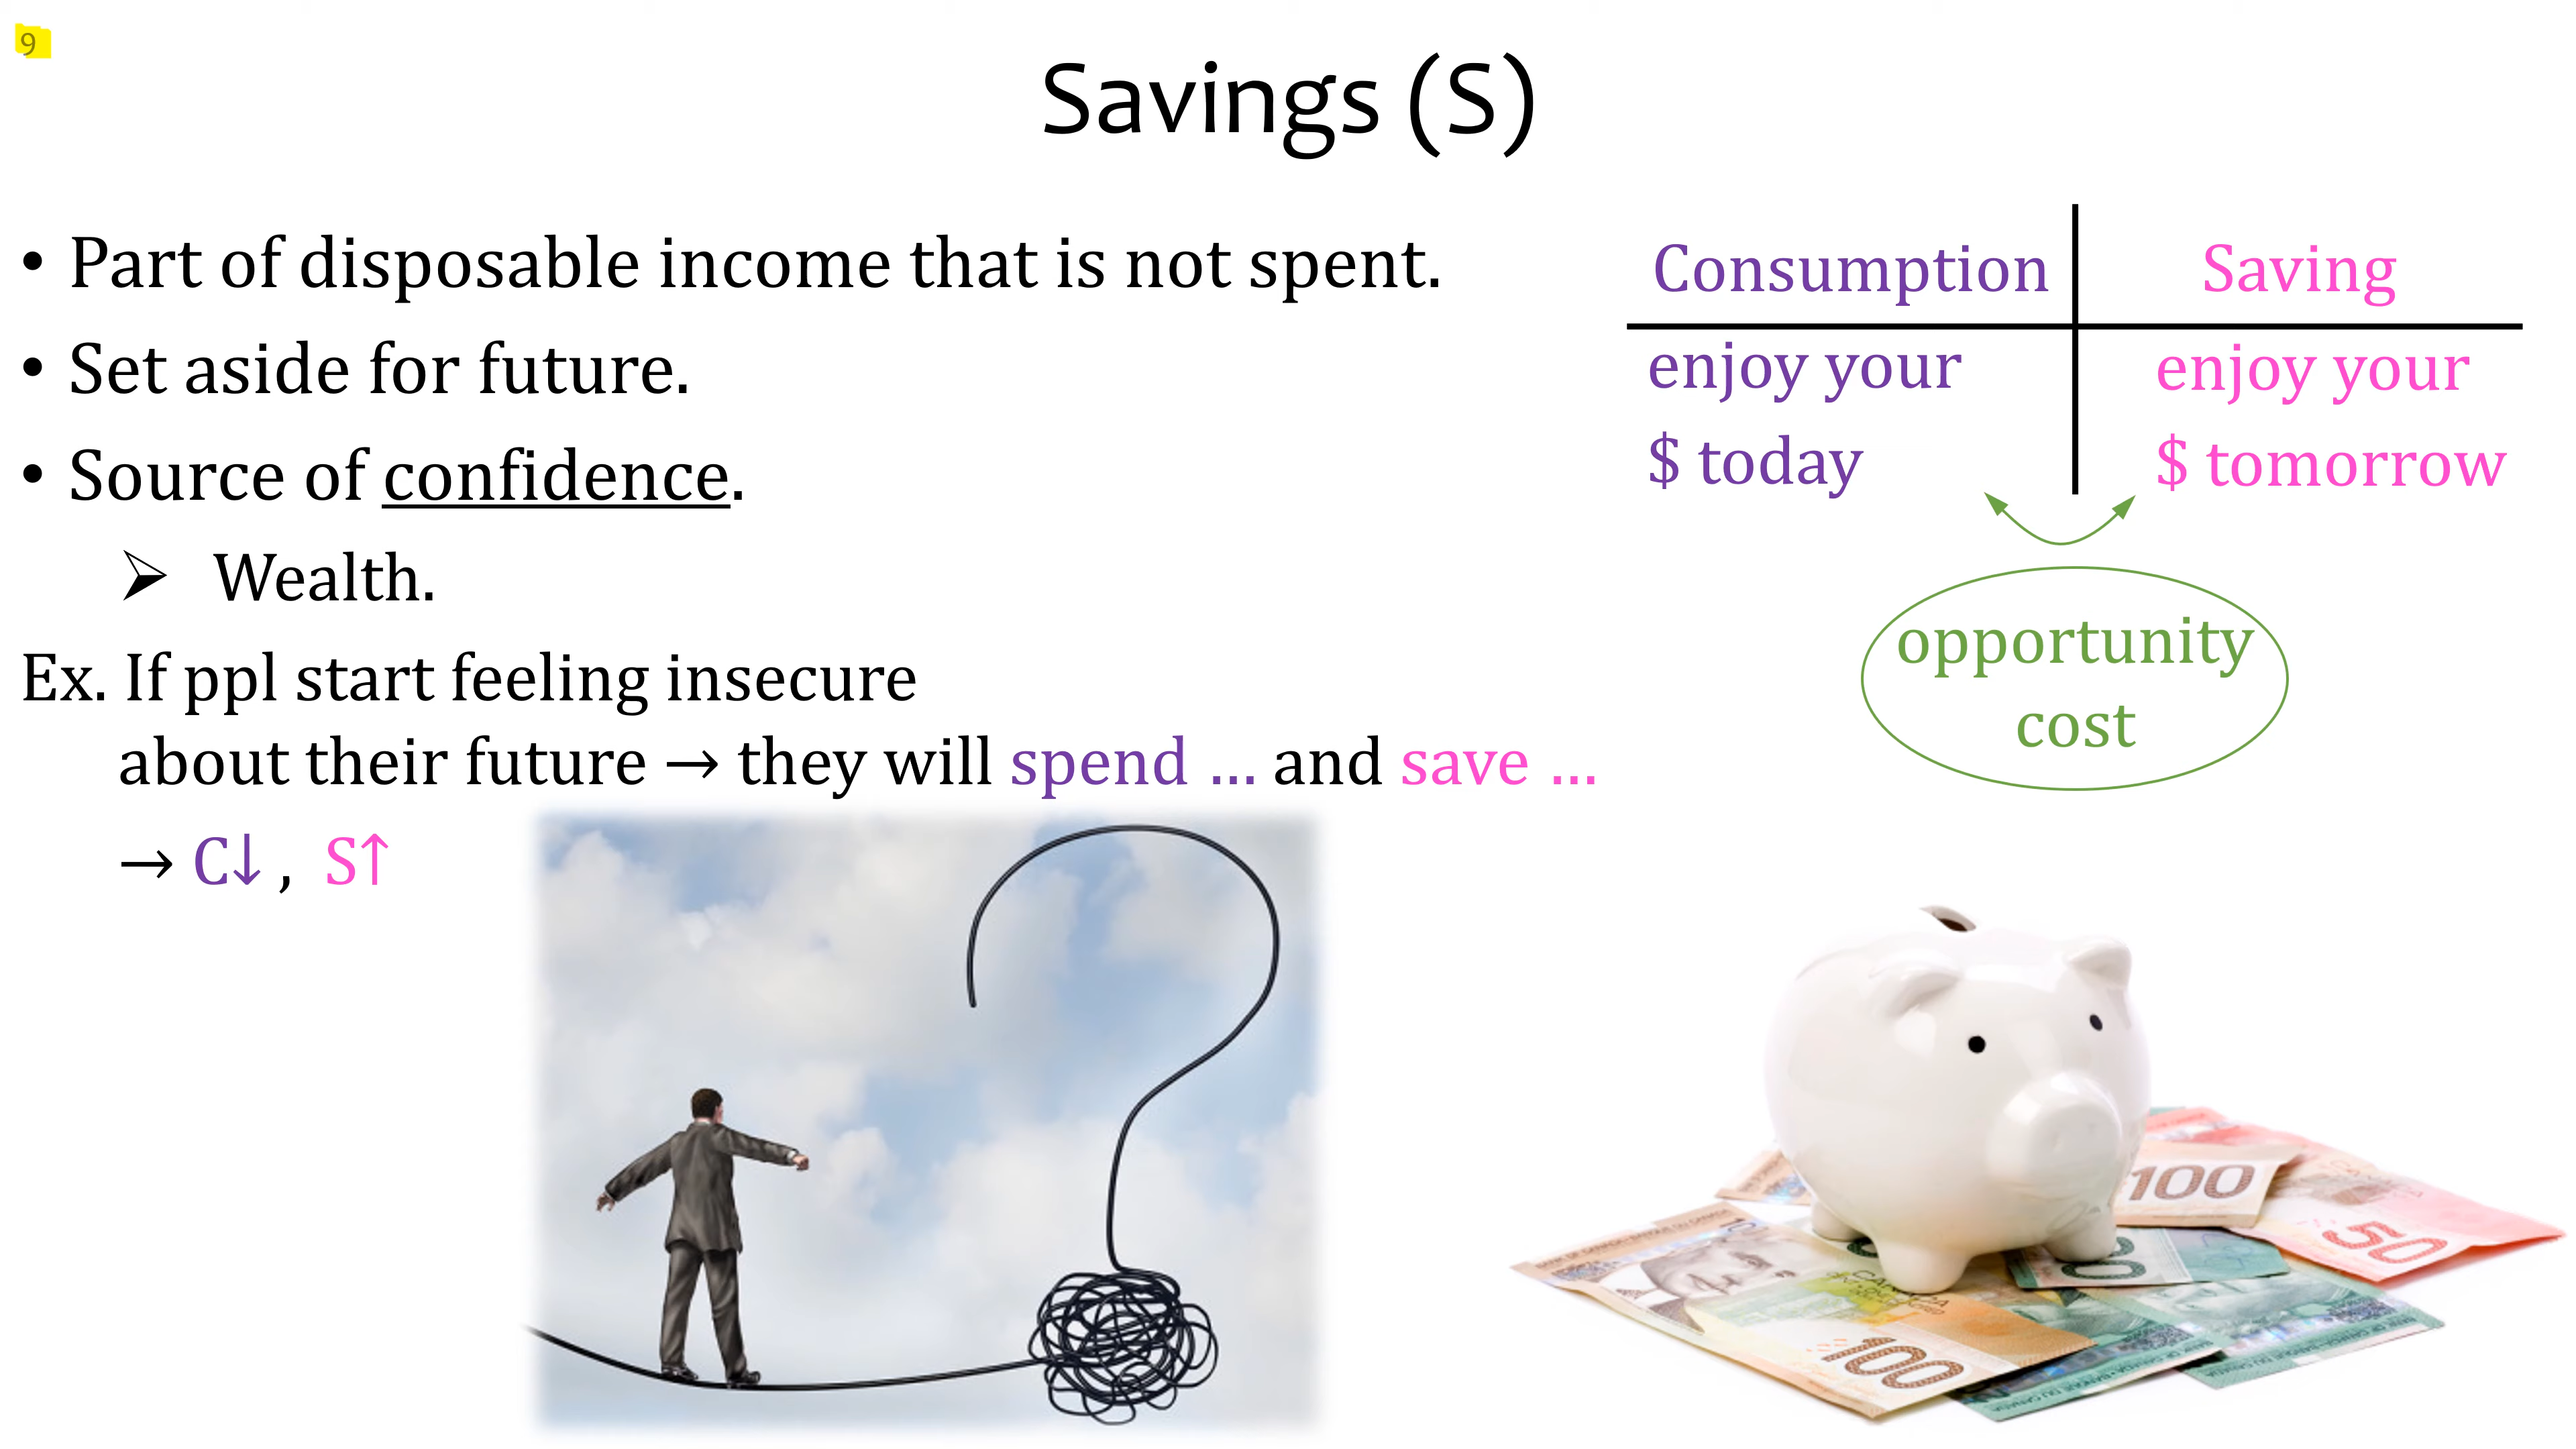 9
Savings (S)
• Part of disposable income that is not spent.
• Set aside for future.
• Source of confidence.
➢ Wealth.
Ex. If ppl start feeling insecure
about their future → they will spend … and save …
→ C↓ , S↑
Consumption
Saving
enjoy your
$ today
enjoy your
$ tomorrow
opportunity
cost
100
50
100